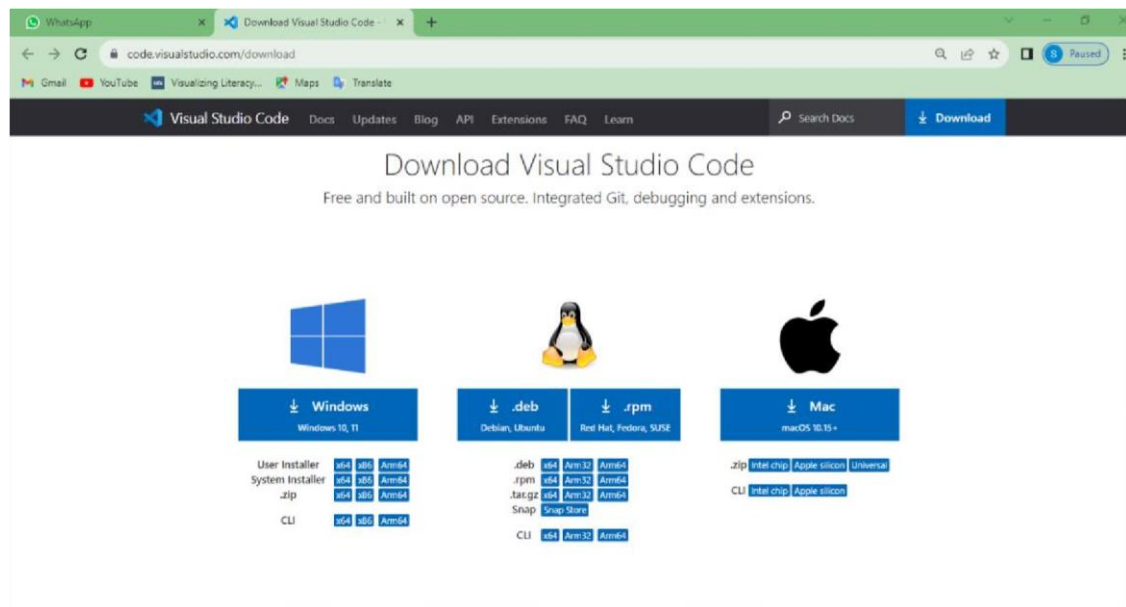 WhatsApp
Download Visual Studio Code -
code.visualstudio.com/download
Paused
Gmail YouTube Visualizing Literacy... Maps Translate
Visual Studio Code Docs Updates Blog API Extensions FAQ Learn Search Docs Download
Download Visual Studio Code
Free and built on open source. Integrated Git, debugging and extensions.
Windows
Windows 10, 11
User Installer x64 x86 Arm64
System Installer x64 x86 Arm64
.zip x64 x86 Arm64
CLI x64 x86 Arm64
.deb
Debian, Ubuntu
.rpm
Red Hat, Fedora, SUSE
.deb x64 Arm32 Arm64
.rpm x64 Arm32 Arm64
.tar.gz x64 Arm32 Arm64
Snap Snap Store
CLI x64 Arm32 Arm64
Mac
macOS 10.15+
.zip Intel chip Apple silicon Universal
CLI Intel chip Apple silicon